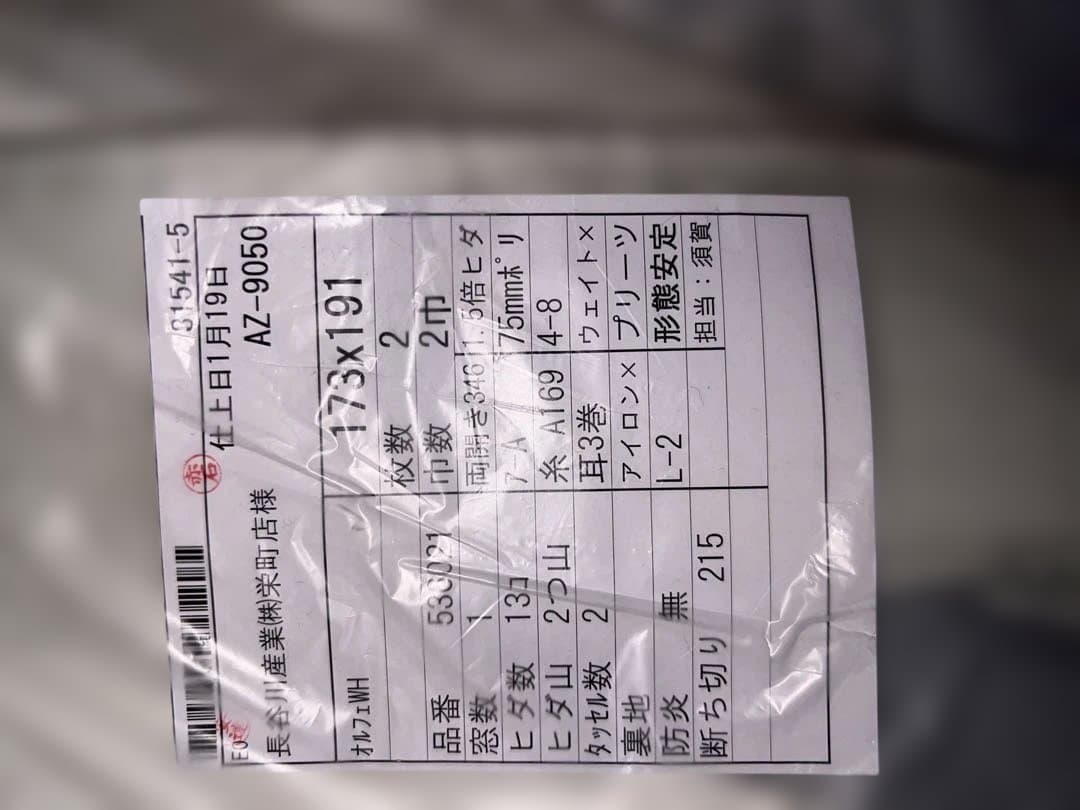 31541-5
仕上日1月19日
長谷川産業㈱栄町店様 AZ-9050
ｵﾙﾌｪWH 173x191
枚数 2
品番 巾数 2巾
窓数 1 両開き346 1.5倍ヒダ
ヒダ数 13コ ｱ-A 75mmﾎﾟﾘ
ヒダ山 2つ山 糸 A169 4-8
ﾀｯｾﾙ数 2 耳3巻 ウェイト×
裏地 アイロン× プリーツ
防炎 無 L-2 形態安定
断ち切り 215 担当：須賀